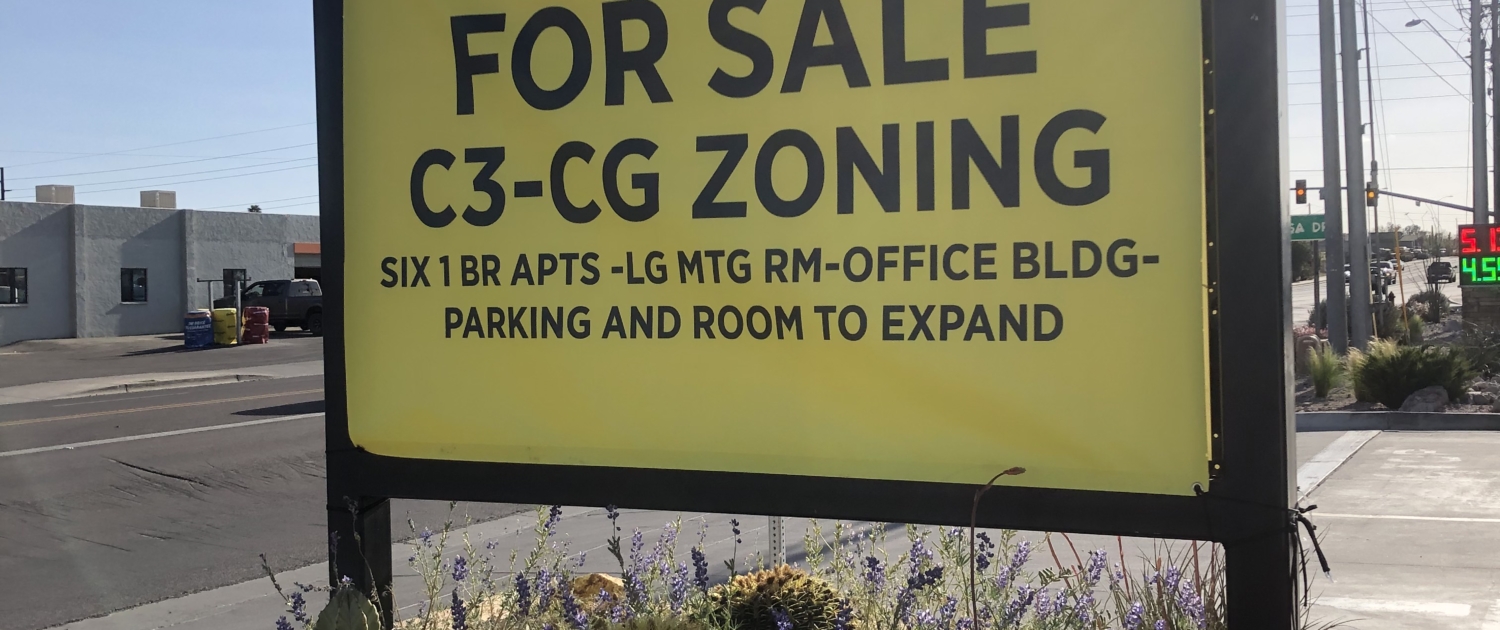 FOR SALE
C3-CG ZONING
SIX 1 BR APTS -LG MTG RM-OFFICE BLDG-
PARKING AND ROOM TO EXPAND